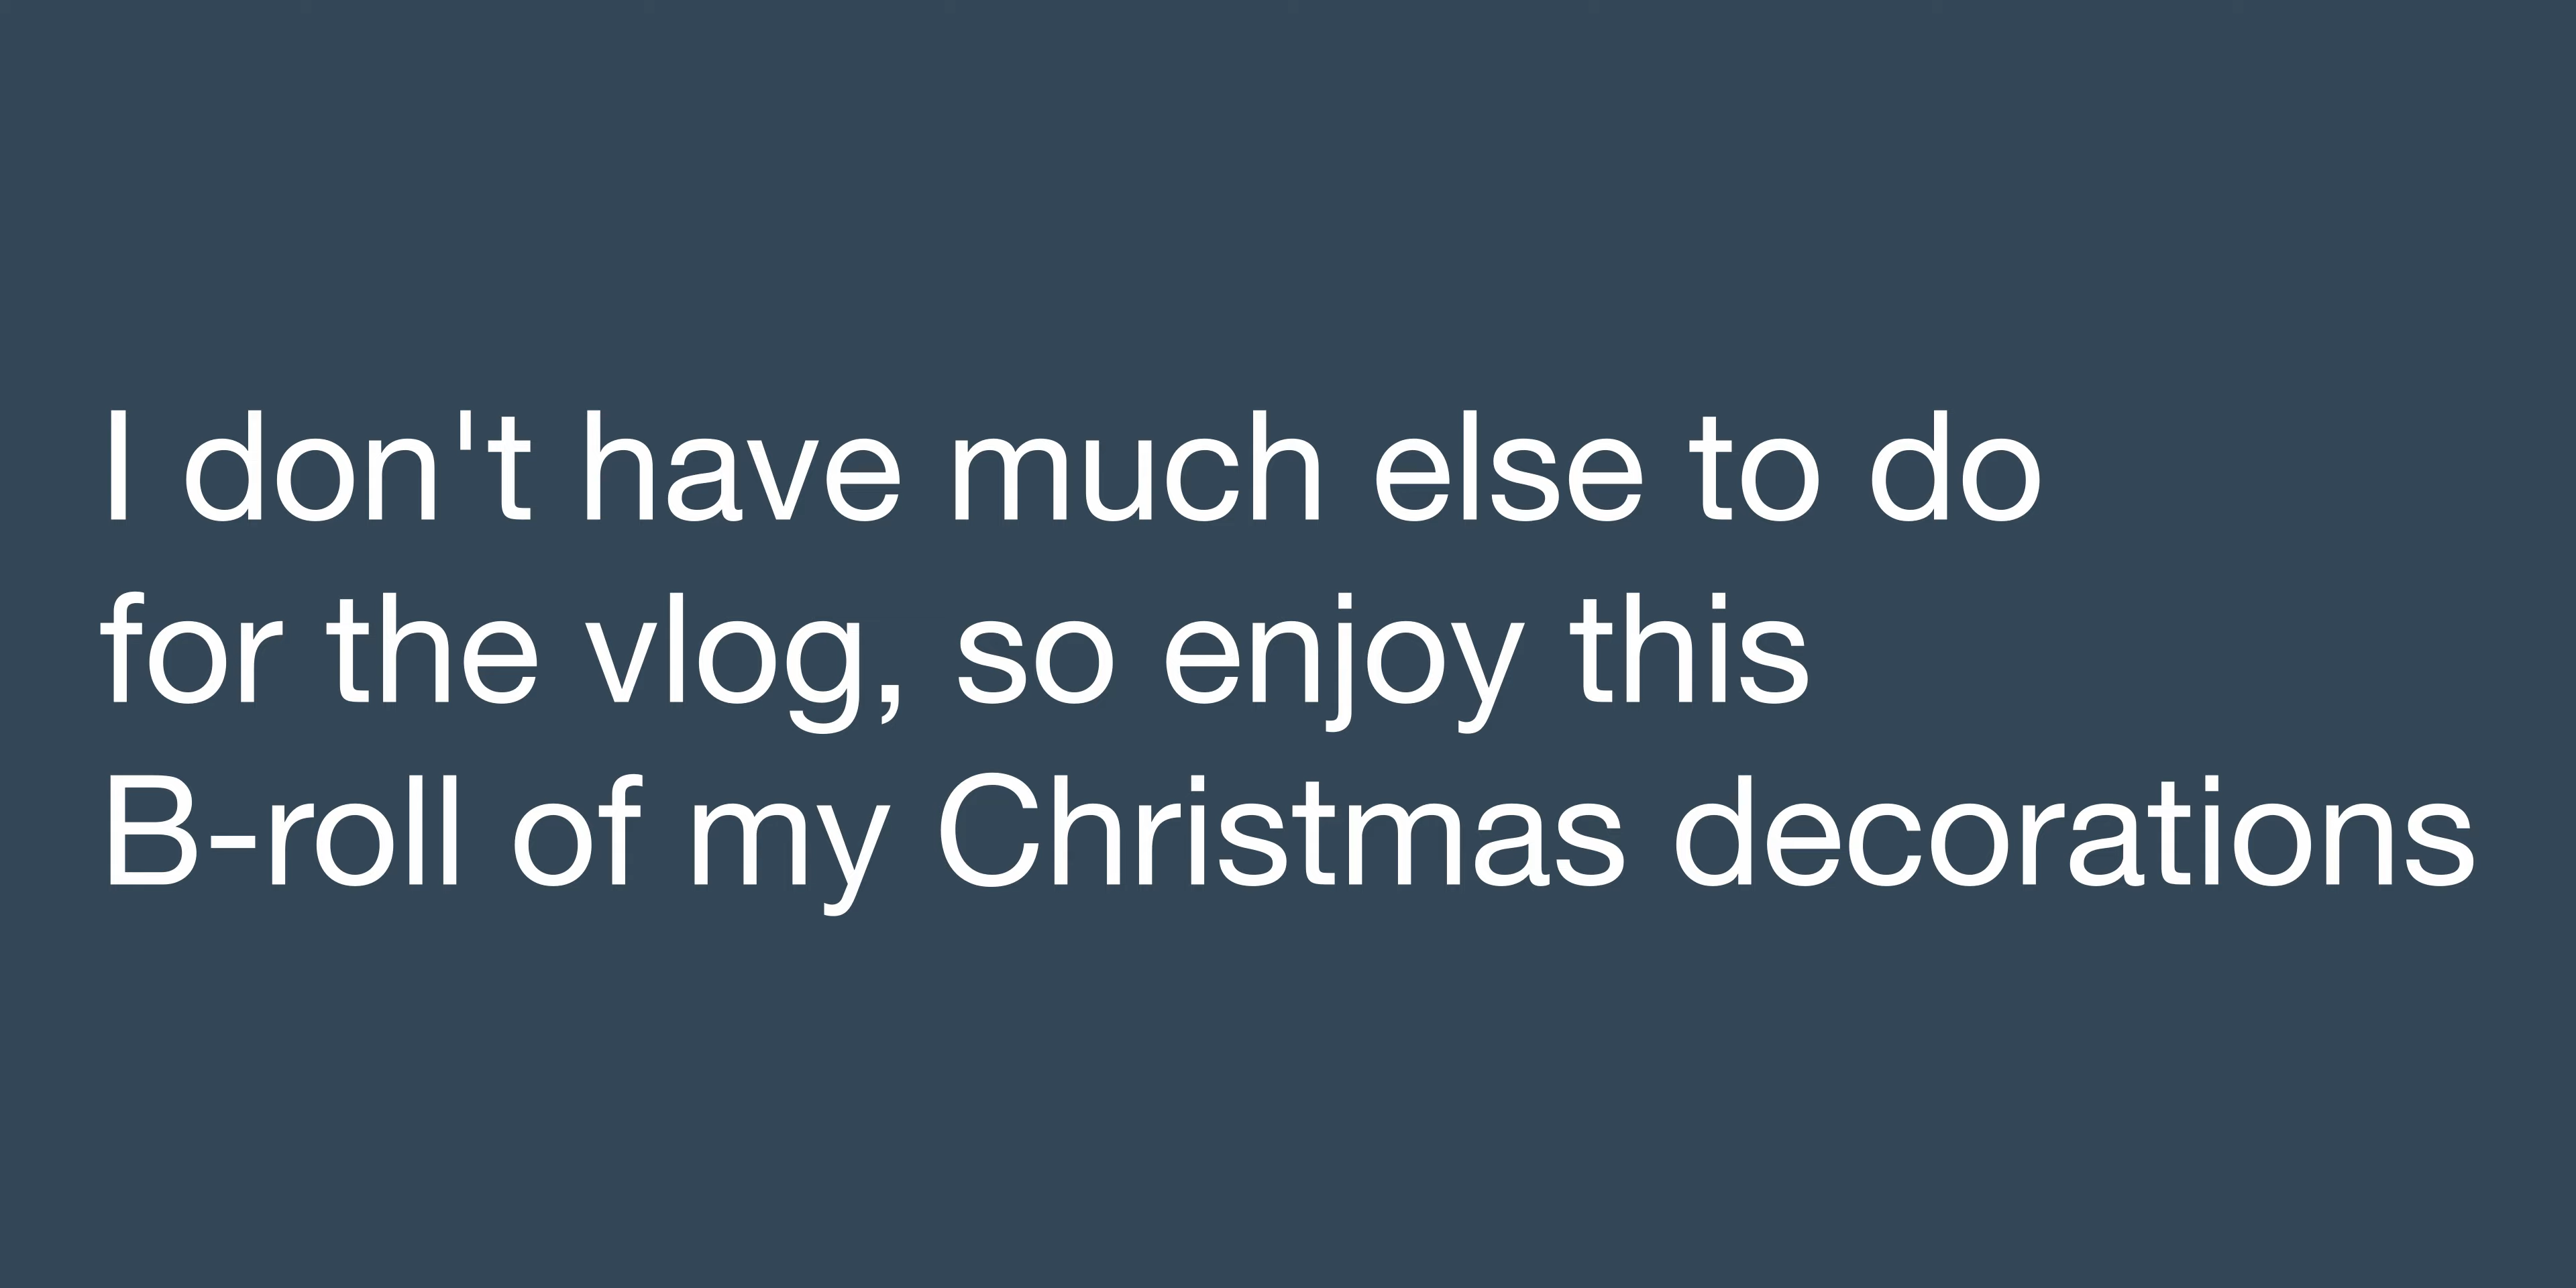 I don't have much else to do
for the vlog, so enjoy this
B-roll of my Christmas decorations